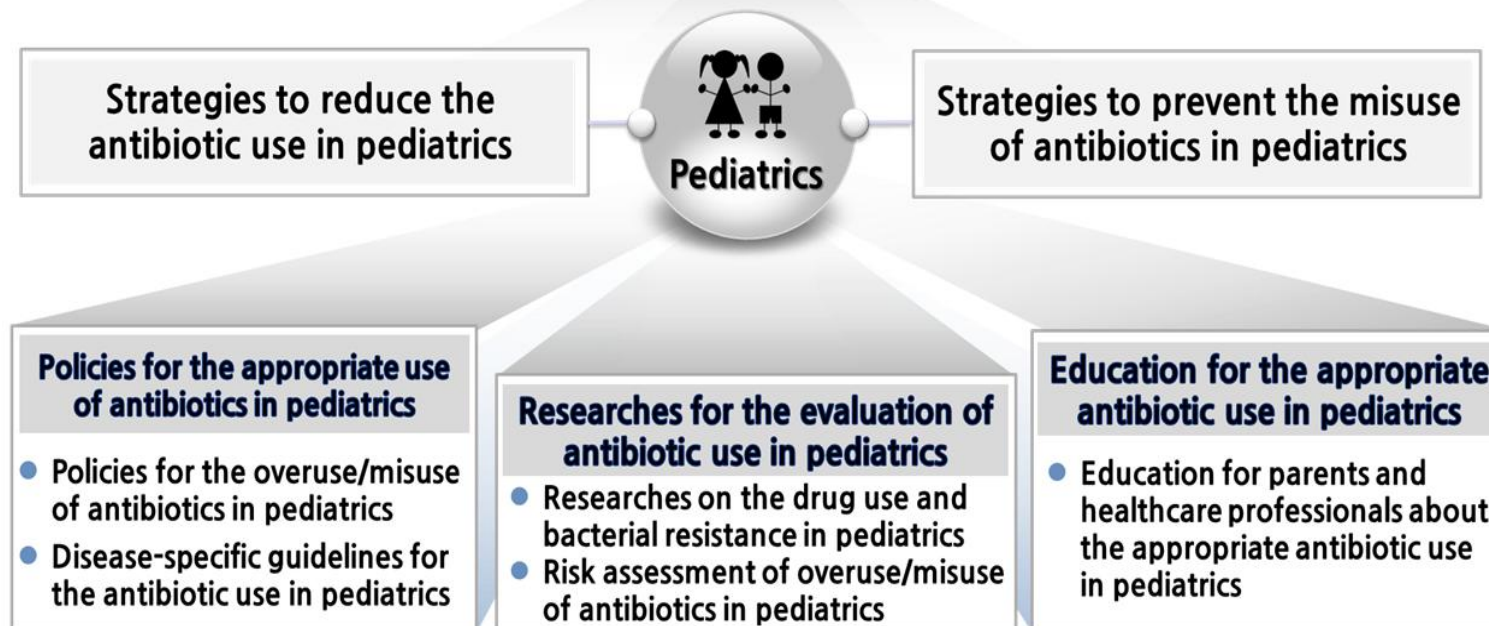 Strategies to reduce the
antibiotic use in pediatrics
Pediatrics
Strategies to prevent the misuse
of antibiotics in pediatrics
Policies for the appropriate use
of antibiotics in pediatrics
Policies for the overuse/misuse
of antibiotics in pediatrics
Disease-specific guidelines for
the antibiotic use in pediatrics
Researches for the evaluation of
antibiotic use in pediatrics
Researches on the drug use and
bacterial resistance in pediatrics
Risk assessment of overuse/misuse
of antibiotics in pediatrics
Education for the appropriate
antibiotic use in pediatrics
Education for parents and
healthcare professionals about
the appropriate antibiotic use
in pediatrics